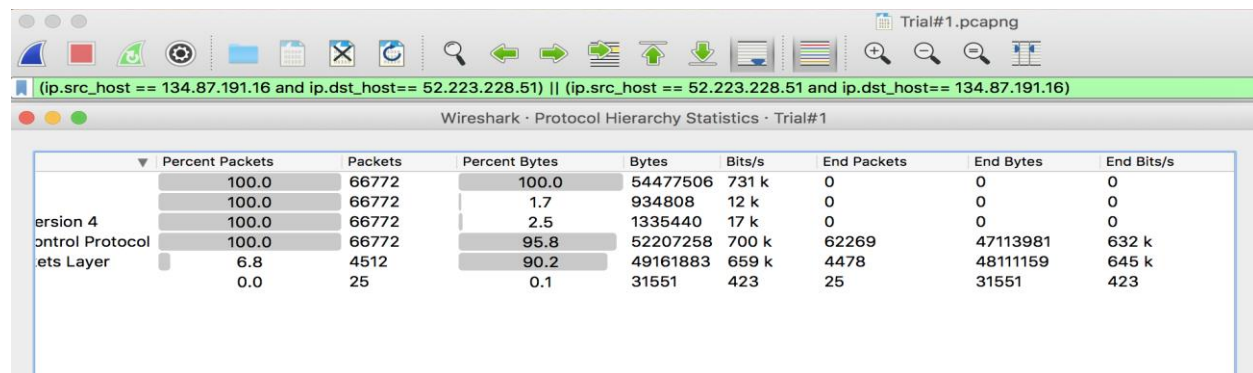 Trial#1.pcapng
(ip.src_host == 134.87.191.16 and ip.dst_host== 52.223.228.51) || (ip.src_host == 52.223.228.51 and ip.dst_host== 134.87.191.16)
Wireshark · Protocol Hierarchy Statistics · Trial#1
Percent Packets Packets Percent Bytes Bytes Bits/s End Packets End Bytes End Bits/s
100.0 66772 100.0 54477506 731 k 0 0 0
100.0 66772 1.7 934808 12 k 0 0 0
ersion 4 100.0 66772 2.5 1335440 17 k 0 0 0
ontrol Protocol 100.0 66772 95.8 52207258 700 k 62269 47113981 632 k
ets Layer 6.8 4512 90.2 49161883 659 k 4478 48111159 645 k
0.0 25 0.1 31551 423 25 31551 423